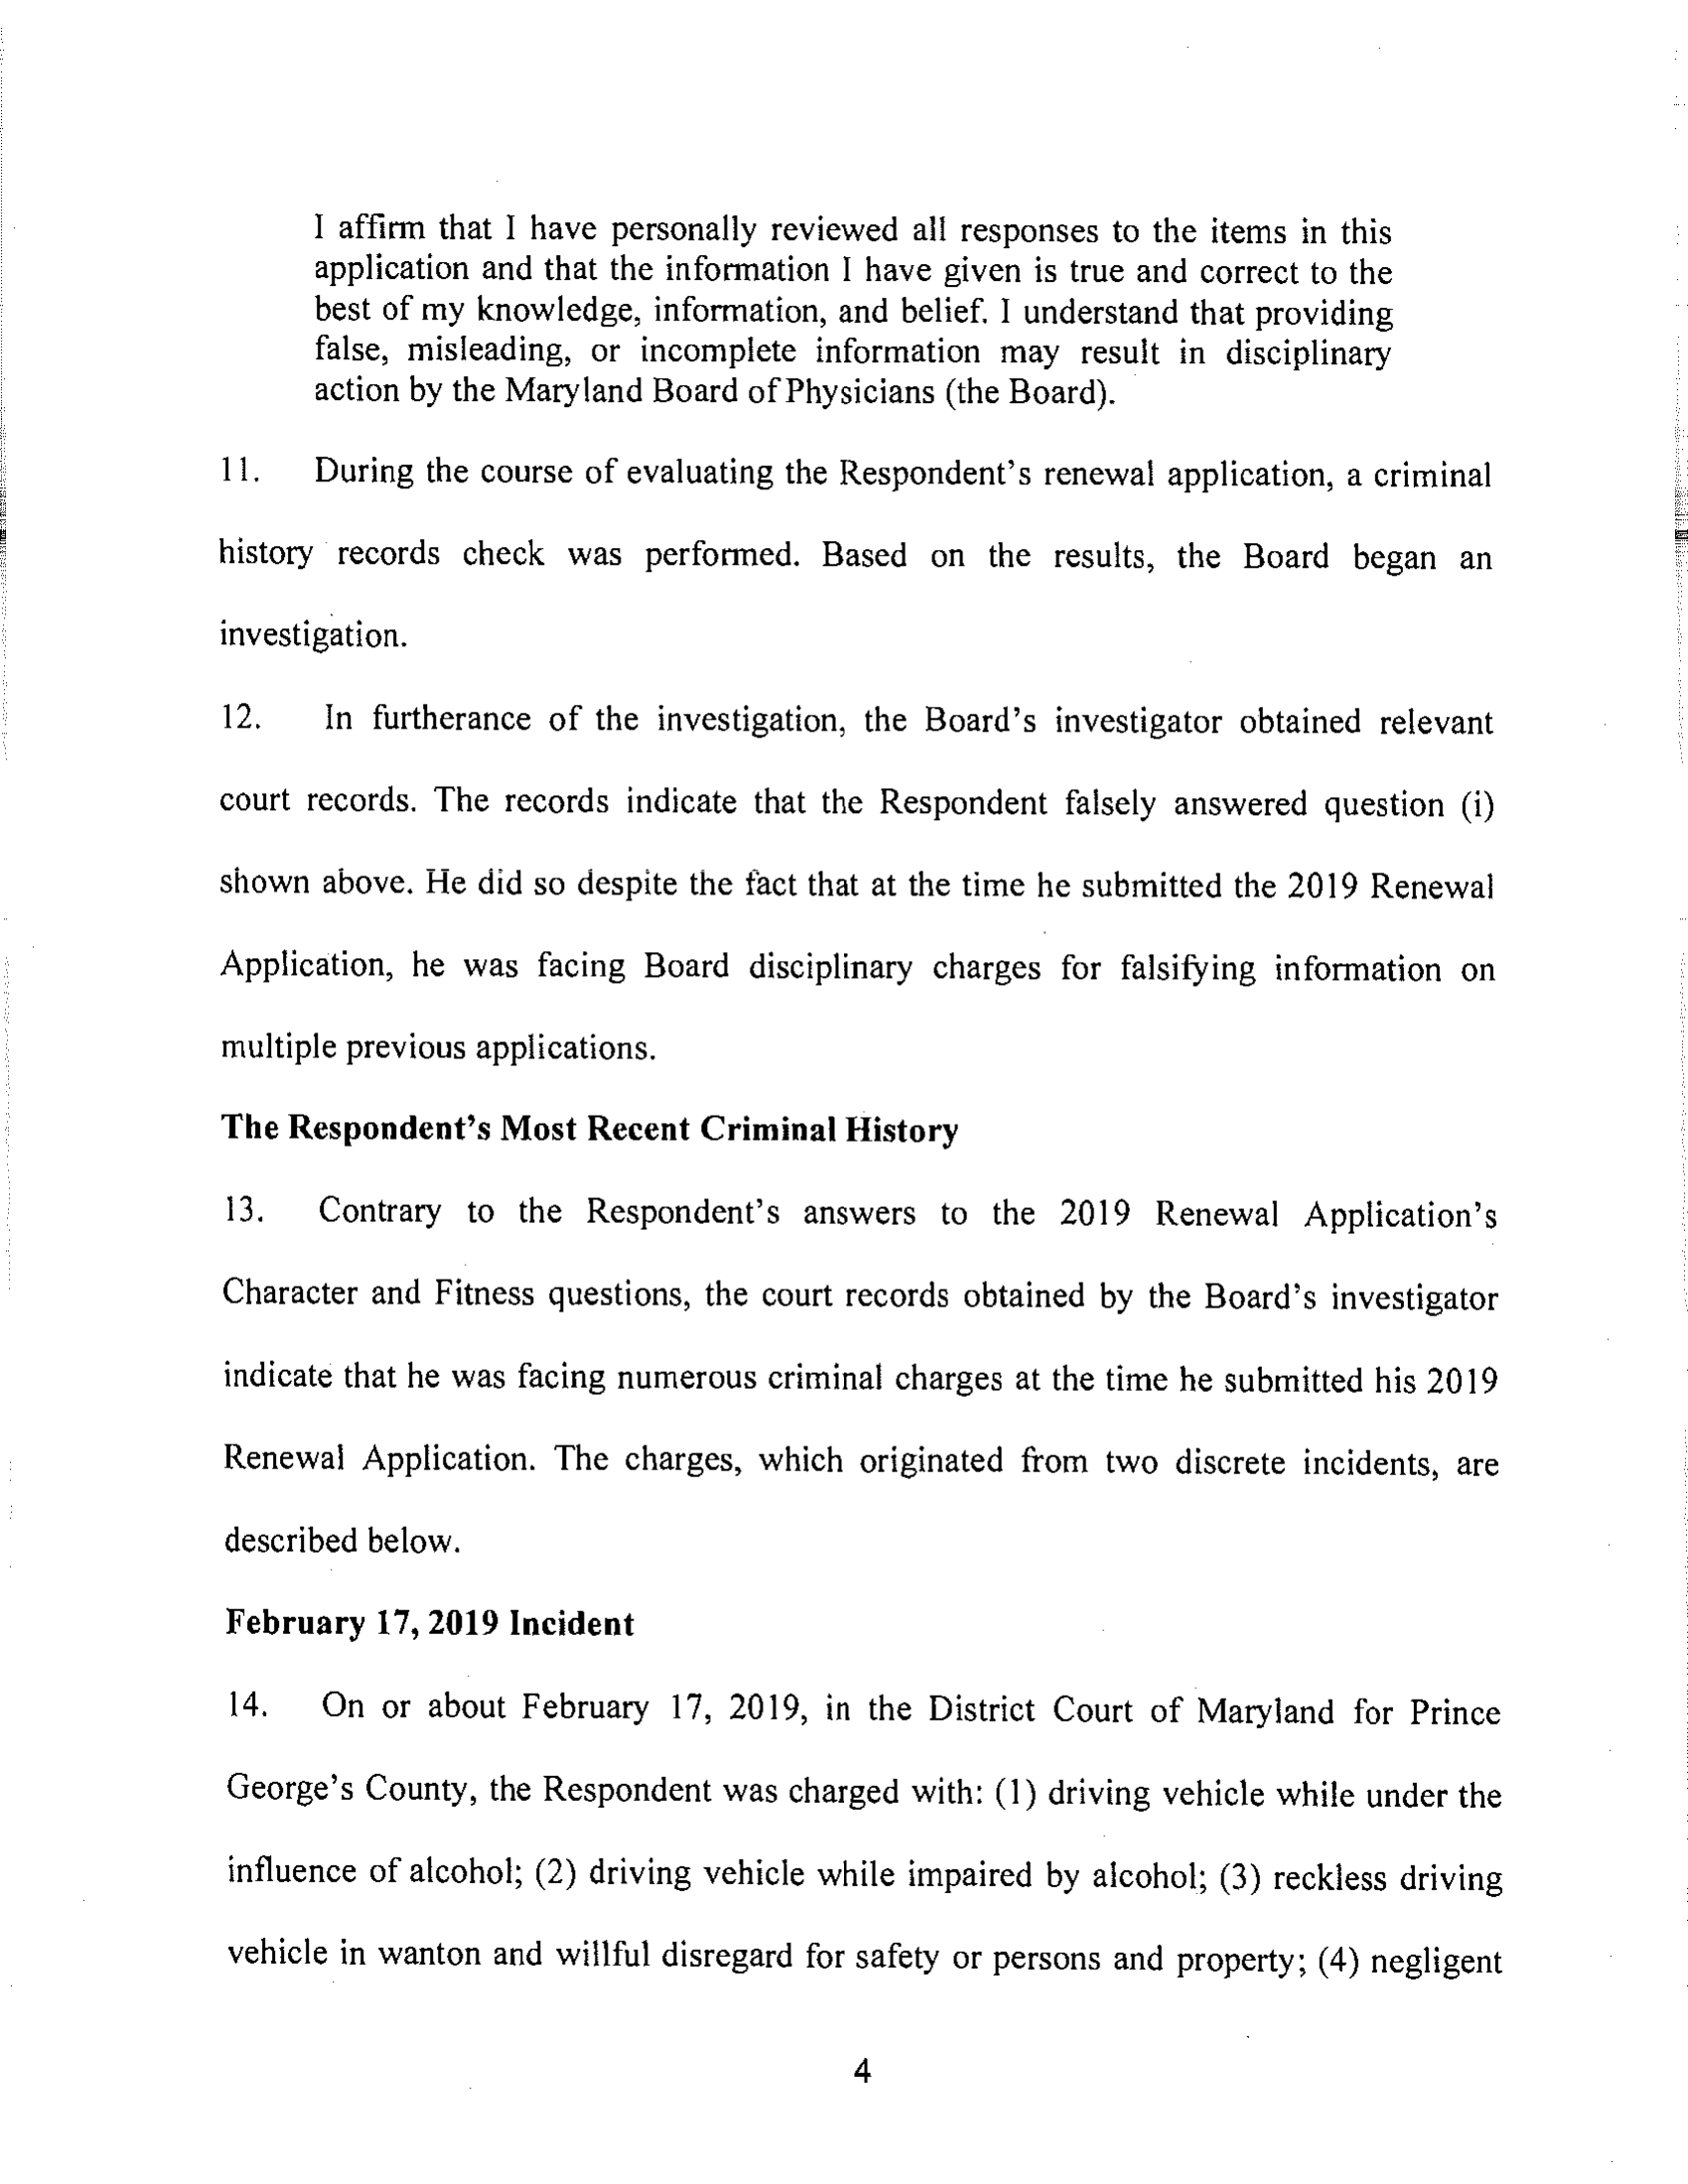 I affirm that I have personally reviewed all responses to the items in this
application and that the information I have given is true and correct to the
best of my knowledge, information, and belief. I understand that providing
false, misleading, or incomplete information may result in disciplinary
action by the Maryland Board of Physicians (the Board).
11. During the course of evaluating the Respondent's renewal application, a criminal
history records check was performed. Based on the results, the Board began an
investigation.
12. In furtherance of the investigation, the Board's investigator obtained relevant
court records. The records indicate that the Respondent falsely answered question (i)
shown above. He did so despite the fact that at the time he submitted the 2019 Renewal
Application, he was facing Board disciplinary charges for falsifying information on
multiple previous applications.
The Respondent's Most Recent Criminal History
13. Contrary to the Respondent's answers to the 2019 Renewal Application's
Character and Fitness questions, the court records obtained by the Board's investigator
indicate that he was facing numerous criminal charges at the time he submitted his 2019
Renewal Application. The charges, which originated from two discrete incidents, are
described below.
February 17, 2019 Incident
14. On or about February 17, 2019, in the District Court of Maryland for Prince
George's County, the Respondent was charged with: (1) driving vehicle while under the
influence of alcohol; (2) driving vehicle while impaired by alcohol; (3) reckless driving
vehicle in wanton and willful disregard for safety or persons and property; (4) negligent
4